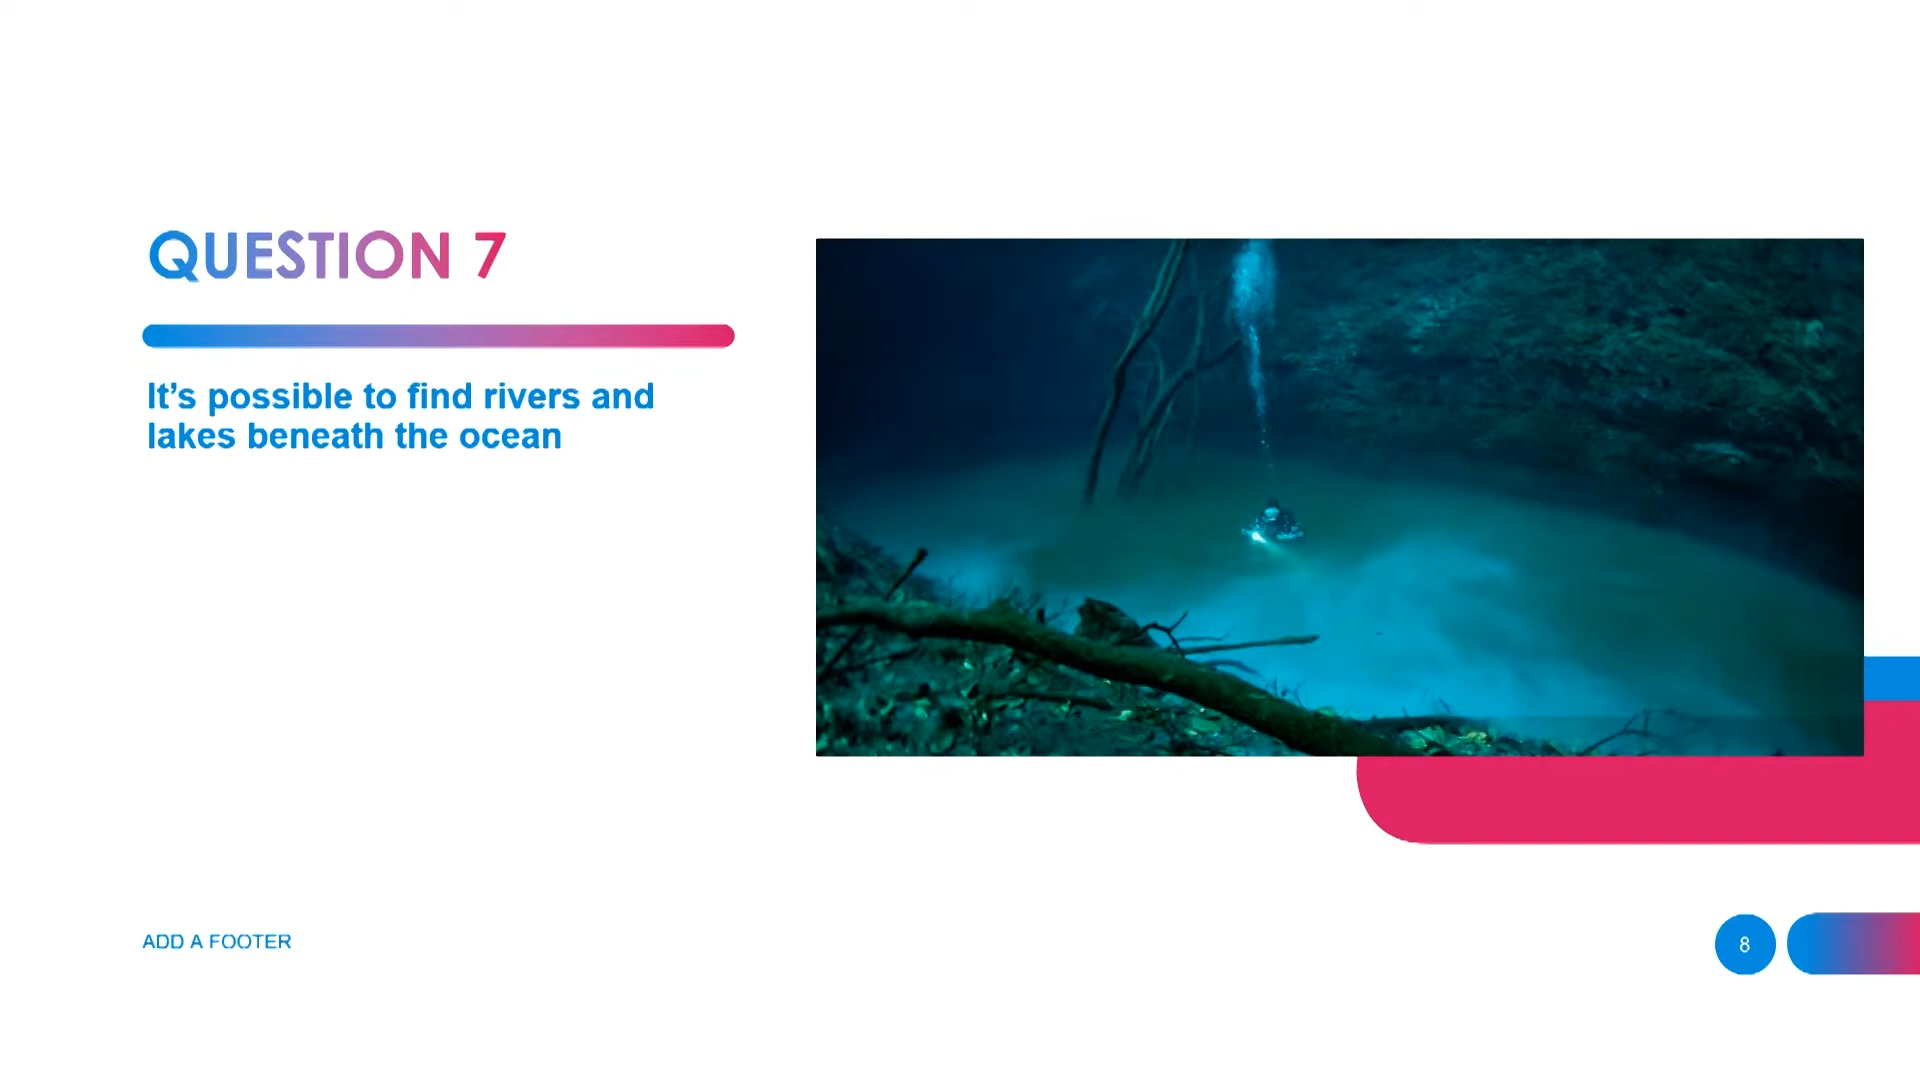 QUESTION 7
It’s possible to find rivers and
lakes beneath the ocean
ADD A FOOTER
8